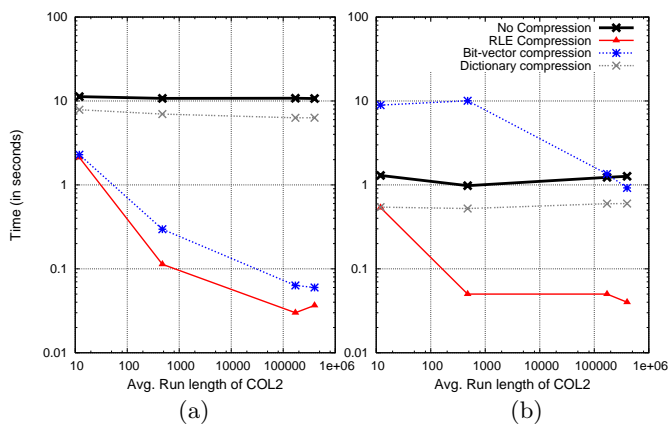 100
10
1
0.1
0.01
Time (in seconds)
10 100 1000 10000 100000 1e+06
Avg. Run length of COL2
(a)
No Compression
RLE Compression
Bit-vector compression
Dictionary compression
100
10
1
0.1
0.01
10 100 1000 10000 100000 1e+06
Avg. Run length of COL2
(b)